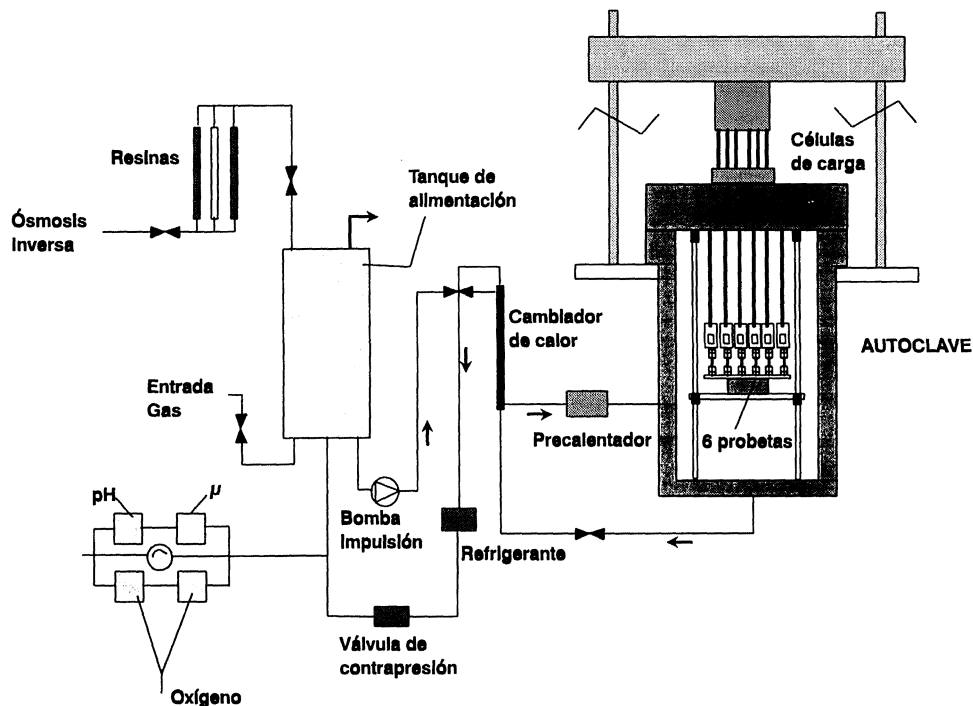 Resinas
Ósmosis
Inversa
Tanque de
alimentación
Células
de carga
Cambiador
de calor
AUTOCLAVE
Entrada
Gas
Precalentador
6 probetas
pH
μ
Bomba
Impulsión
Refrigerante
Válvula de
contrapresión
Oxígeno